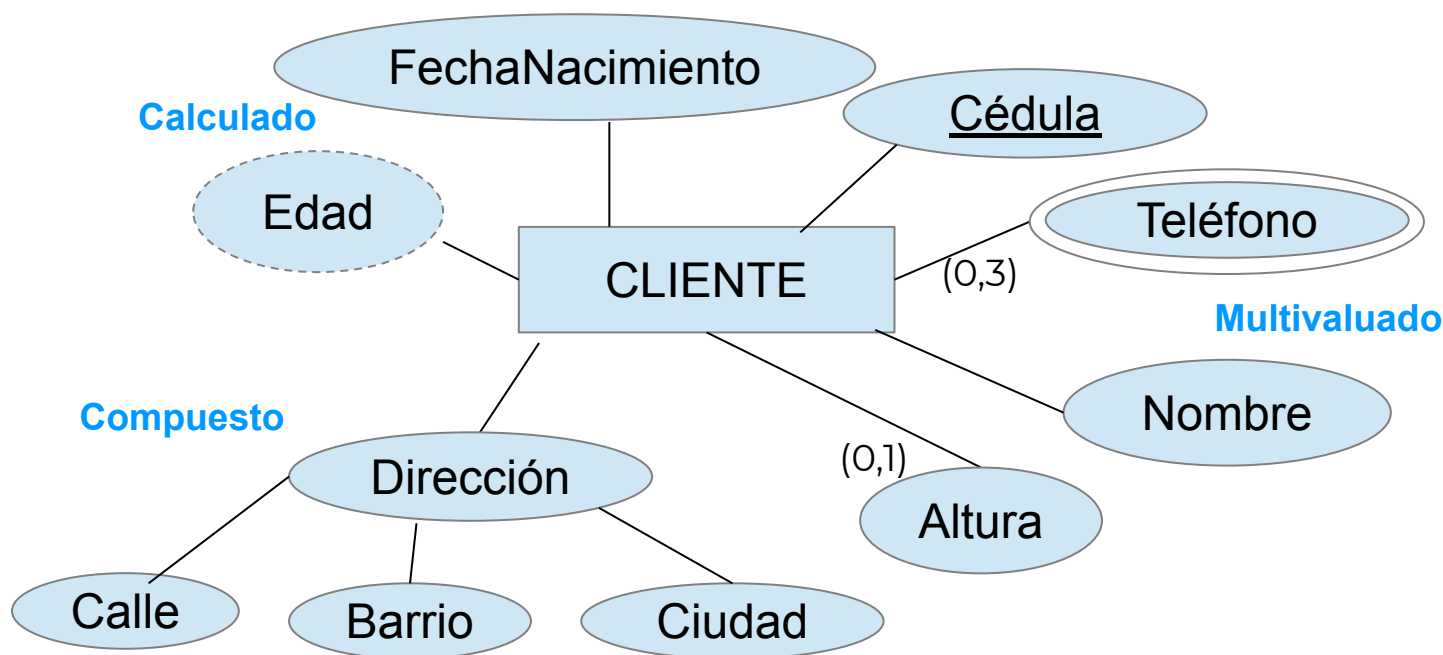 FechaNacimiento
Calculado
Cédula
Edad
Teléfono
CLIENTE
(0,3)
Multivaluado
Compuesto
Nombre
(0,1)
Dirección
Altura
Calle
Barrio
Ciudad